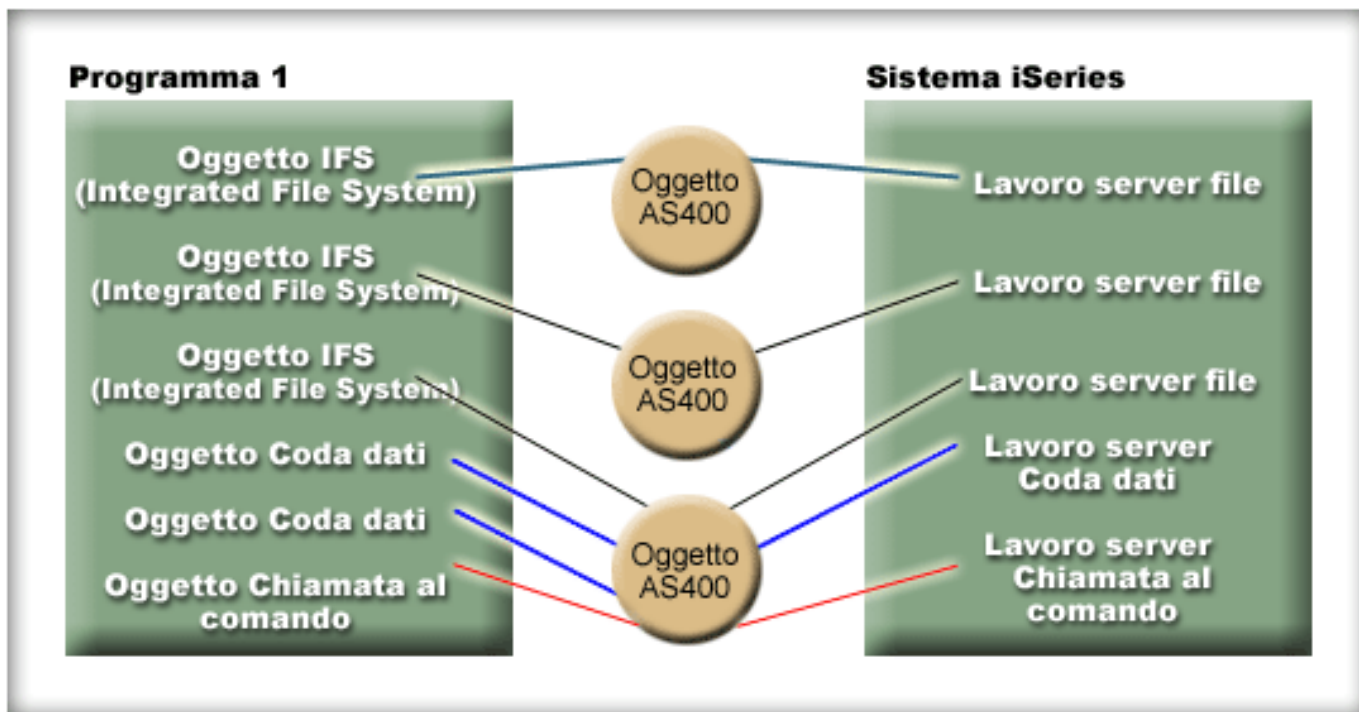 Programma 1
Oggetto IFS
(Integrated File System)
Oggetto IFS
(Integrated File System)
Oggetto IFS
(Integrated File System)
Oggetto Coda dati
Oggetto Coda dati
Oggetto Chiamata al
comando
Oggetto
AS400
Oggetto
AS400
Oggetto
AS400
Sistema iSeries
Lavoro server file
Lavoro server file
Lavoro server file
Lavoro server
Coda dati
Lavoro server
Chiamata al
comando